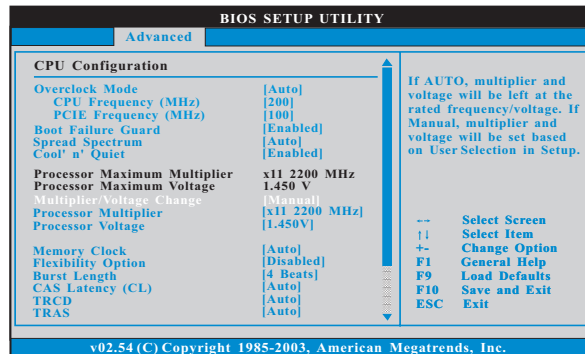 BIOS SETUP UTILITY
Advanced
CPU Configuration
Overclock Mode [Auto]
CPU Frequency (MHz) [200]
PCIE Frequency (MHz) [100]
Boot Failure Guard [Enabled]
Spread Spectrum [Auto]
Cool' n' Quiet [Enabled]
Processor Maximum Multiplier x11 2200 MHz
Processor Maximum Voltage 1.450 V
Multiplier/Voltage Change [Manual]
Processor Multiplier [x11 2200 MHz]
Processor Voltage [1.450V]
Memory Clock [Auto]
Flexibility Option [Disabled]
Burst Length [4 Beats]
CAS Latency (CL) [Auto]
TRCD [Auto]
TRAS [Auto]
If AUTO, multiplier and
voltage will be left at the
rated frequency/voltage. If
Manual, multiplier and
voltage will be set based
on User Selection in Setup.
←→ Select Screen
↑↓ Select Item
+- Change Option
F1 General Help
F9 Load Defaults
F10 Save and Exit
ESC Exit
v02.54 (C) Copyright 1985-2003, American Megatrends, Inc.